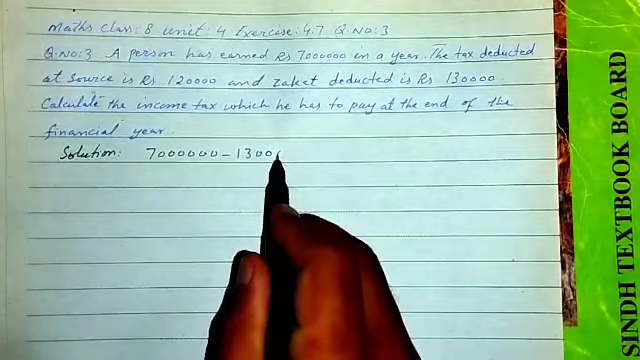 Maths Class: 8 Unit: 4 Exercise: 4.7 Q.No: 3
Q.No: 3 A person has earned Rs 7000000 in a year. The tax deducted
at source is Rs. 120000 and zakat deducted is Rs 130000.
Calculate the income tax which he has to pay at the end of the
financial year.
Solution: 7000000 - 1300
SINDH TEXTBOOK BOARD